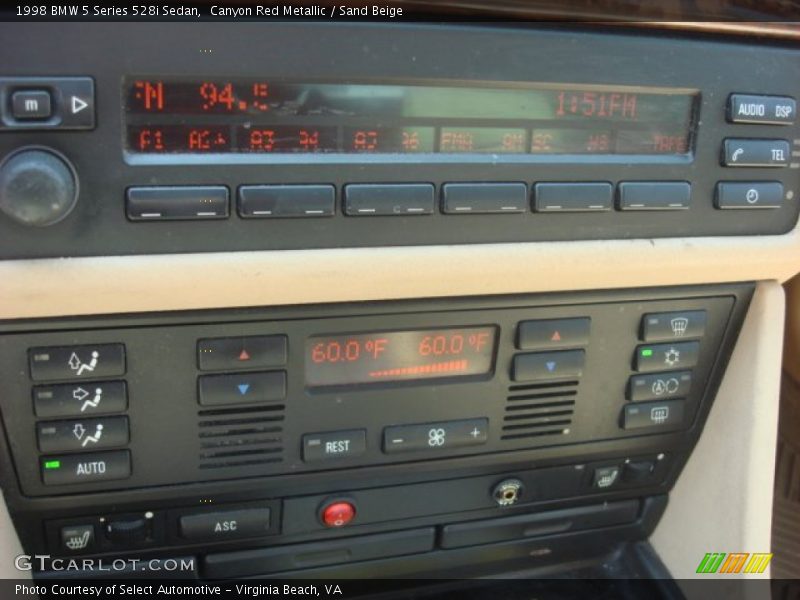 1998 BMW 5 Series 528i Sedan,  Canyon Red Metallic / Sand Beige
m
1:51PM
AUDIO DSP
TEL
60.0 °F 60.0 °F
AUTO
REST
- +
ASC
GTCARLOT.COM
Photo Courtesy of Select Automotive - Virginia Beach, VA